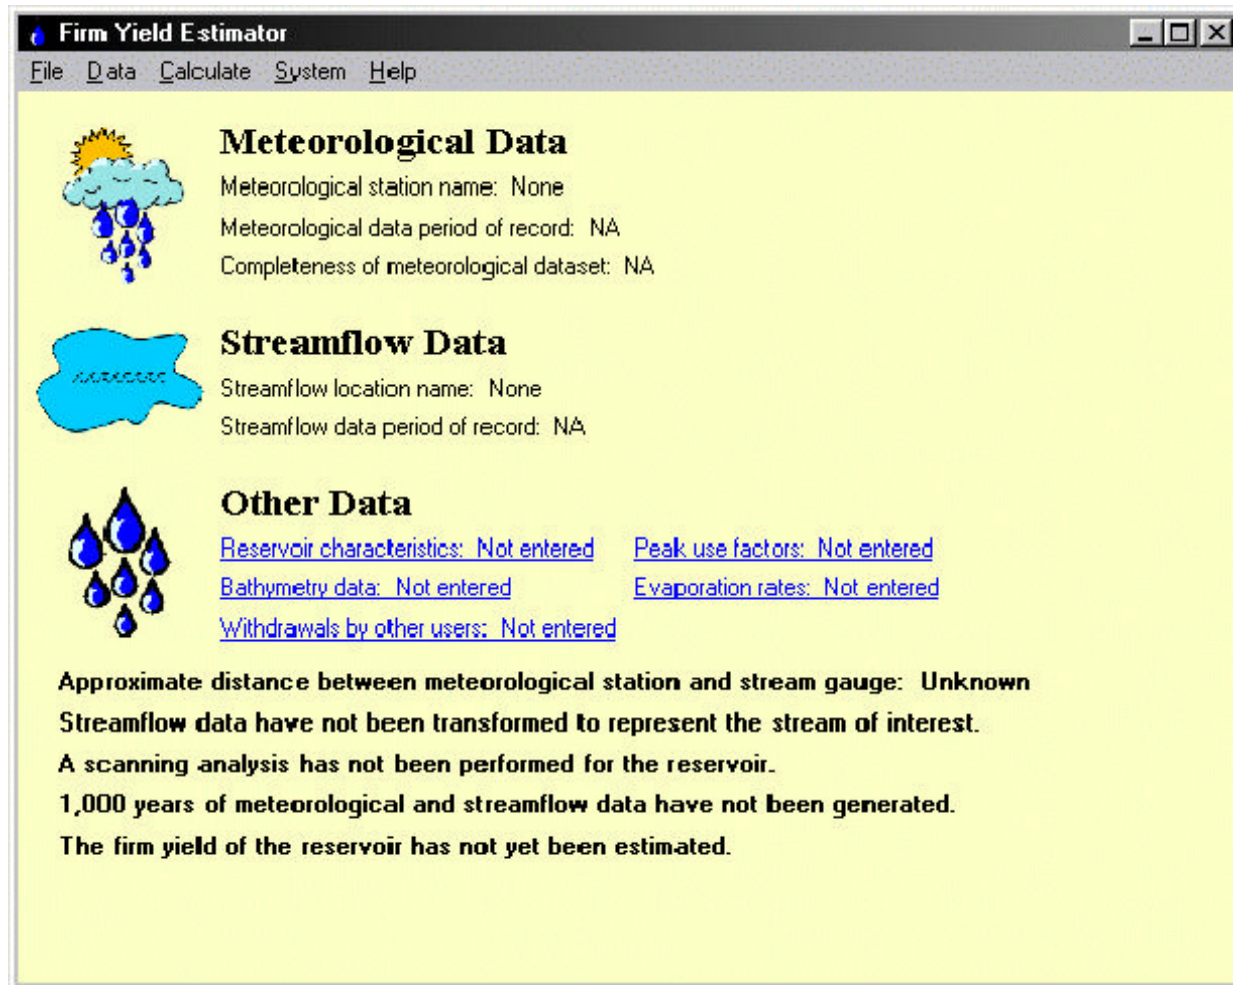 Firm Yield Estimator
File Data Calculate System Help
Meteorological Data
Meteorological station name: None
Meteorological data period of record: NA
Completeness of meteorological dataset: NA
Streamflow Data
Streamflow location name: None
Streamflow data period of record: NA
Other Data
Reservoir characteristics: Not entered Peak use factors: Not entered
Bathymetry data: Not entered Evaporation rates: Not entered
Withdrawals by other users: Not entered
Approximate distance between meteorological station and stream gauge: Unknown
Streamflow data have not been transformed to represent the stream of interest.
A scanning analysis has not been performed for the reservoir.
1,000 years of meteorological and streamflow data have not been generated.
The firm yield of the reservoir has not yet been estimated.